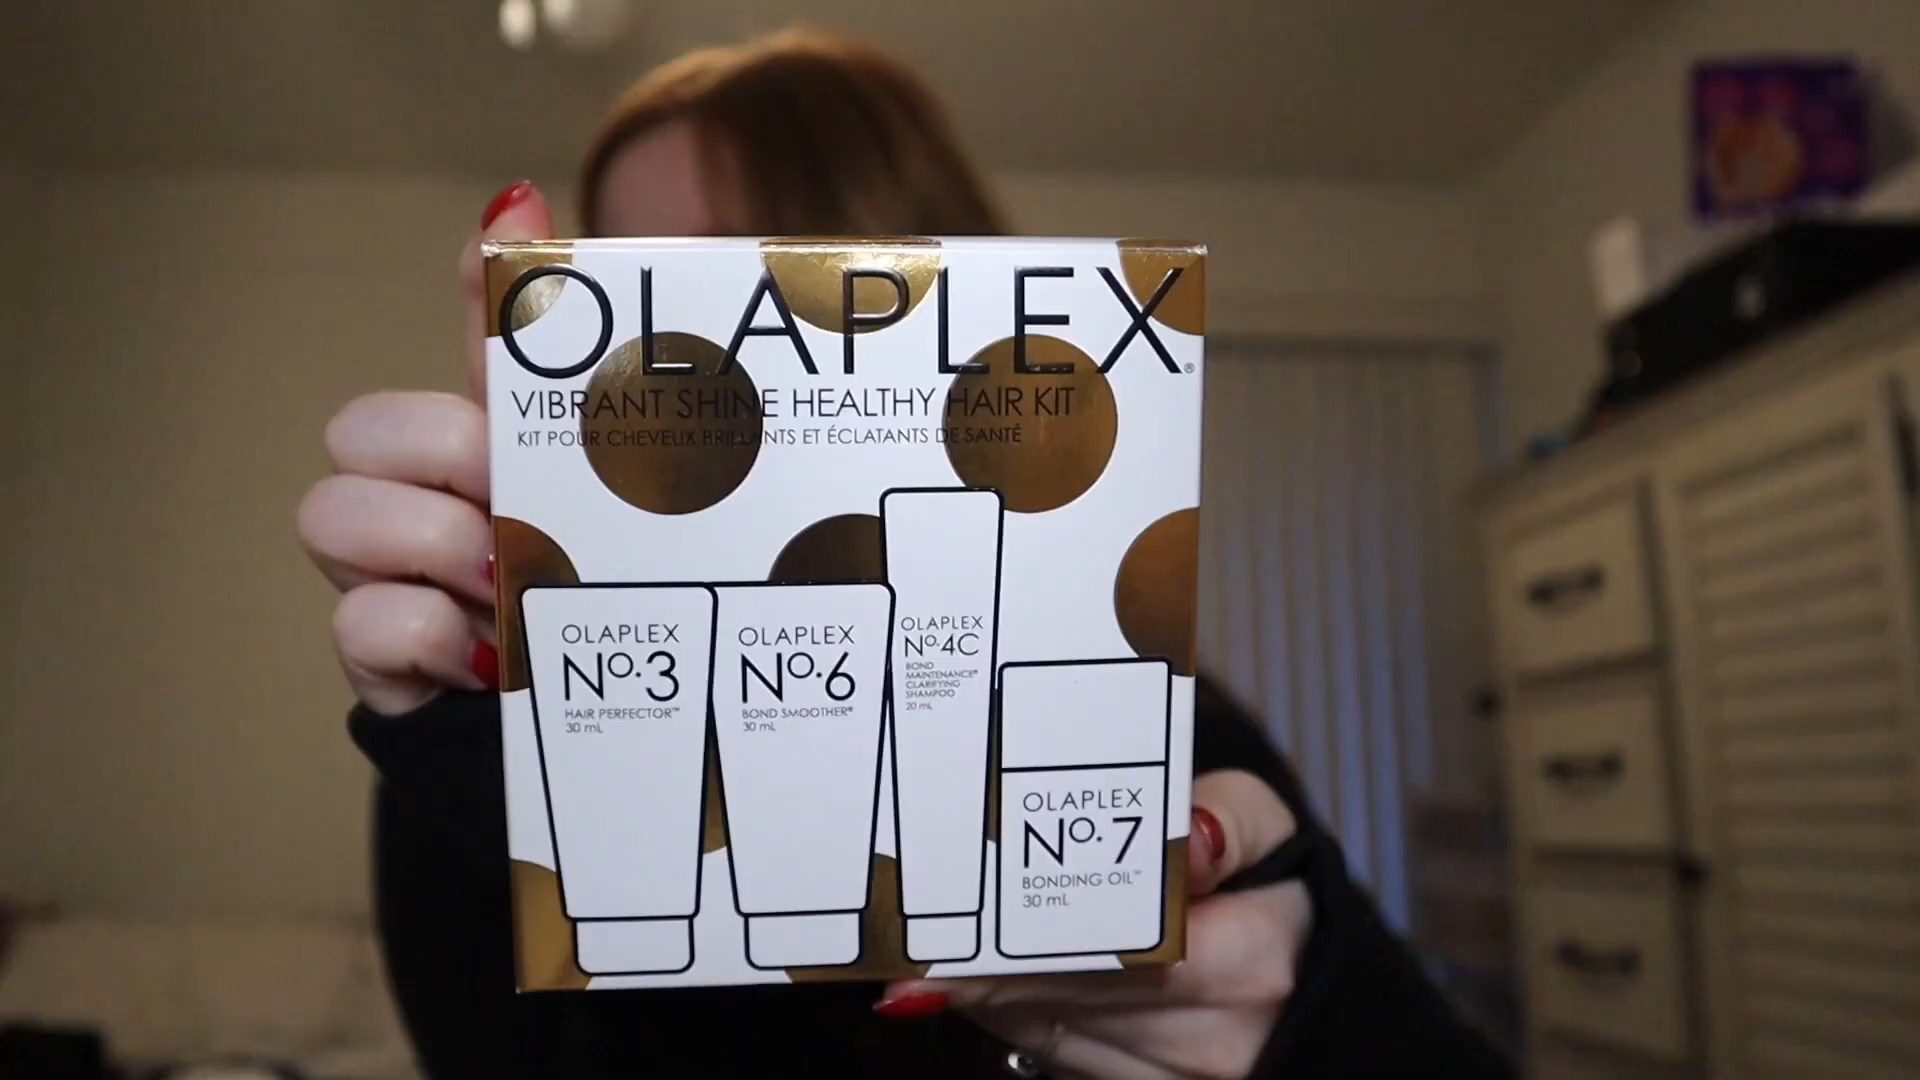 OLAPLEX®
VIBRANT SHINE HEALTHY HAIR KIT
KIT POUR CHEVEUX BRILLANTS ET ÉCLATANTS DE SANTÉ
OLAPLEX
Nº.3
HAIR PERFECTOR™
30 mL
OLAPLEX
Nº.6
BOND SMOOTHER®
30 mL
OLAPLEX
Nº.4C
BOND
MAINTENANCE®
CLARIFYING
SHAMPOO
20 mL
OLAPLEX
Nº.7
BONDING OIL™
30 mL